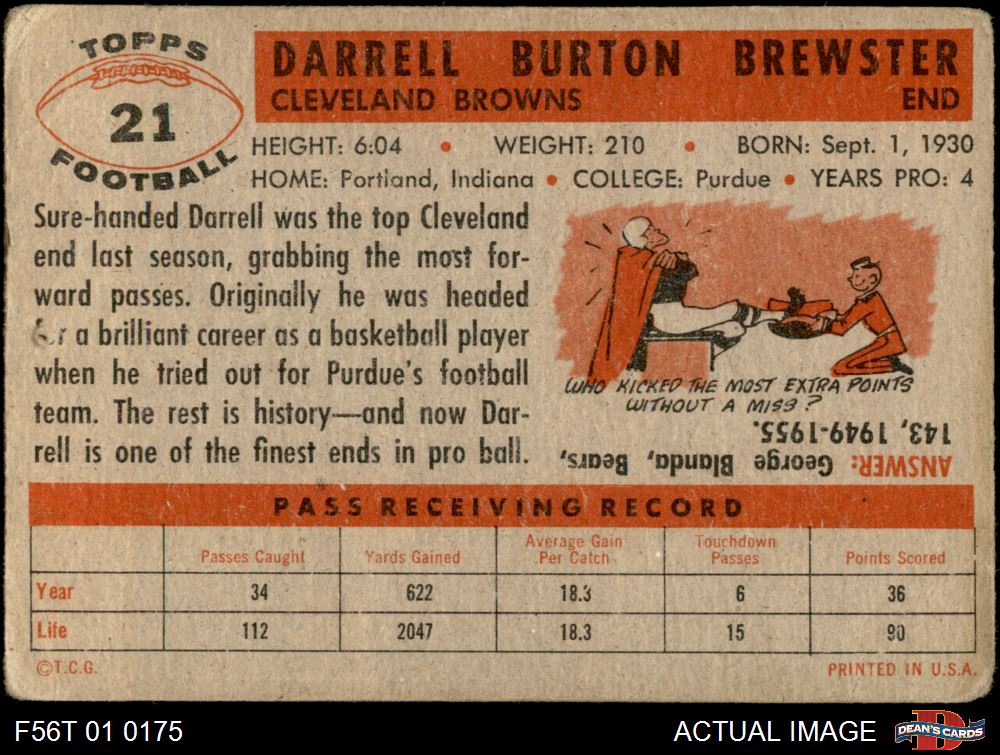 TOPPS
21
FOOTBALL
DARRELL BURTON BREWSTER
CLEVELAND BROWNS END
HEIGHT: 6:04 • WEIGHT: 210 • BORN: Sept. 1, 1930
HOME: Portland, Indiana • COLLEGE: Purdue • YEARS PRO: 4
Sure-handed Darrell was the top Cleveland
end last season, grabbing the most for-
ward passes. Originally he was headed
for a brilliant career as a basketball player
when he tried out for Purdue's football
team. The rest is history—and now Dar-
rell is one of the finest ends in pro ball.
WHO KICKED THE MOST EXTRA POINTS
WITHOUT A MISS?
ANSWER: George Blanda, Bears,
143, 1949-1955.
PASS RECEIVING RECORD
Passes Caught Yards Gained Average Gain Per Catch Touchdown Passes Points Scored
Year 34 622 18.3 6 36
Life 112 2047 18.3 15 90
©T.C.G. PRINTED IN U.S.A.
F56T 01 0175 ACTUAL IMAGE D DEAN'S CARDS